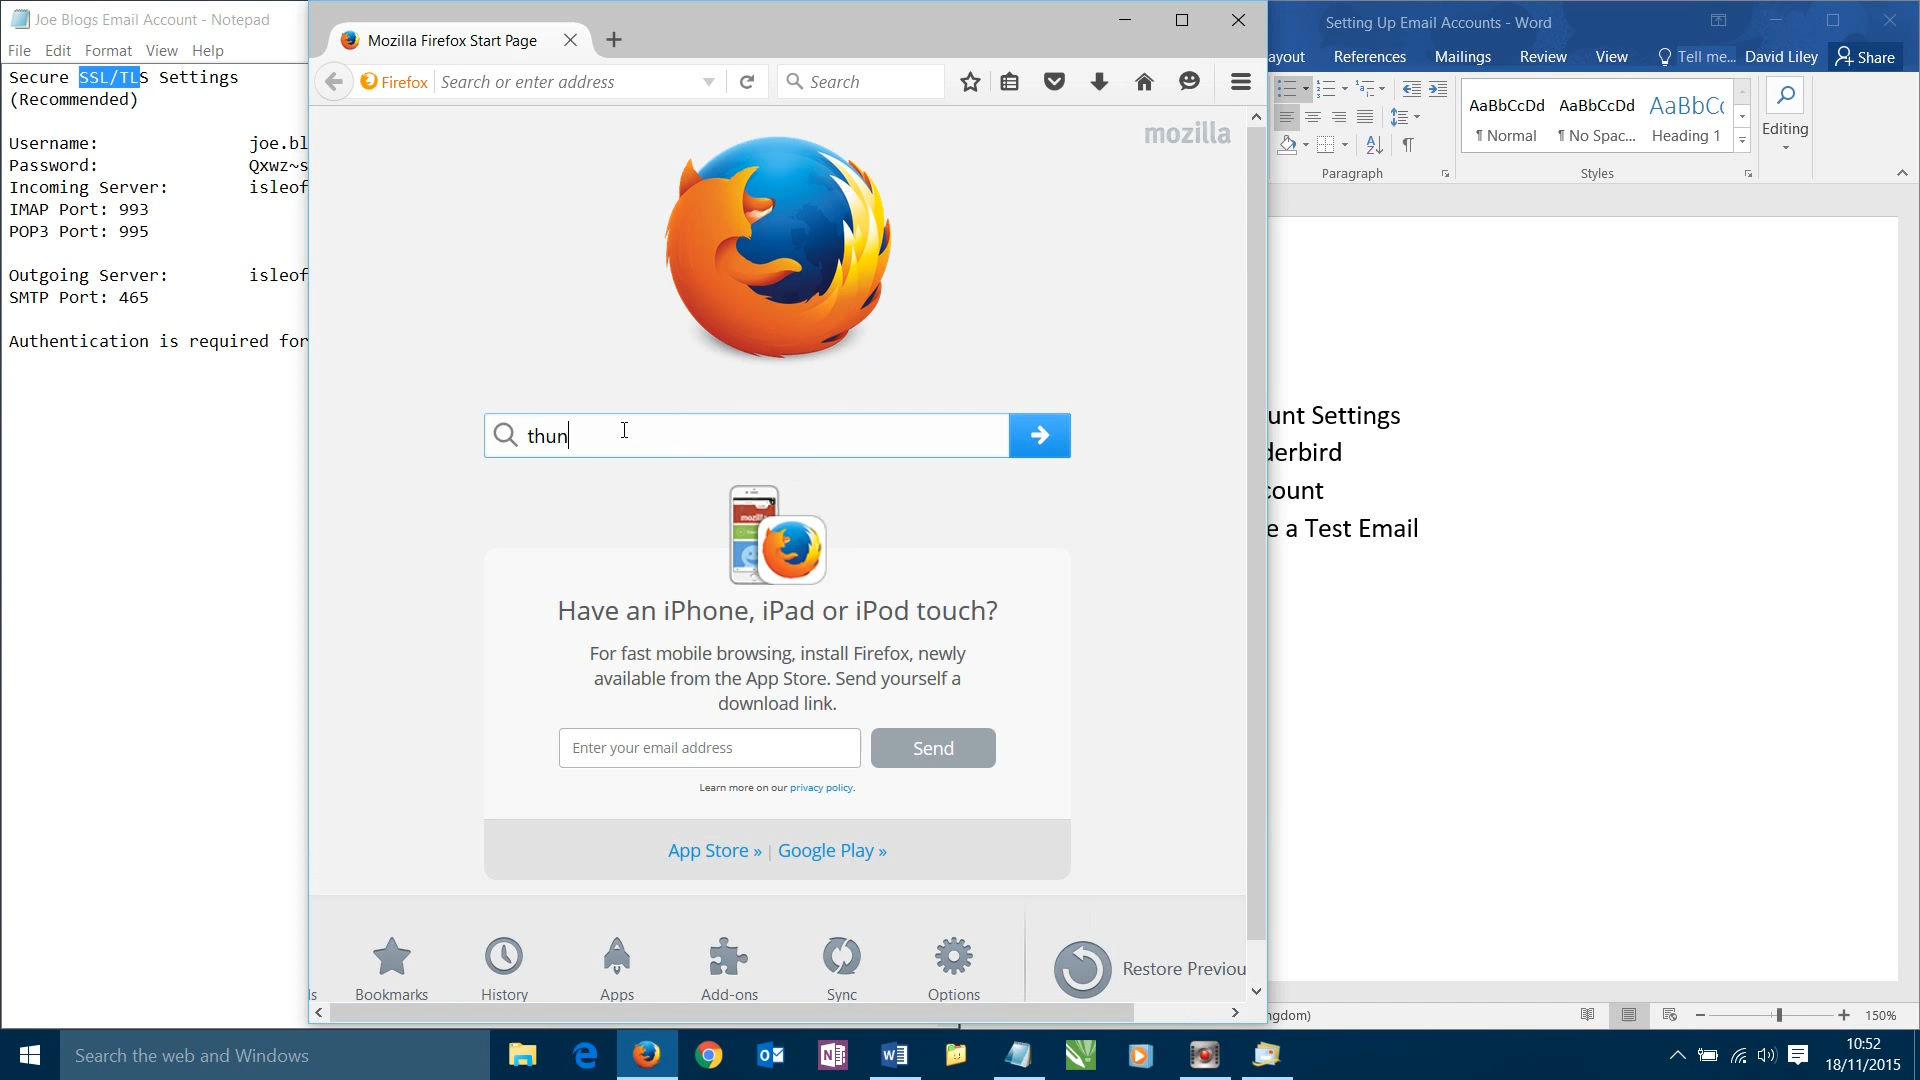 Joe Blogs Email Account - Notepad
File Edit Format View Help
Secure SSL/TLS Settings
(Recommended)
Username: joe.bl
Password: Qxwz~s
Incoming Server: isleof
IMAP Port: 993
POP3 Port: 995
Outgoing Server: isleof
SMTP Port: 465
Authentication is required for
Mozilla Firefox Start Page
Firefox Search or enter address
Search
mozilla
thun
Have an iPhone, iPad or iPod touch?
For fast mobile browsing, install Firefox, newly
available from the App Store. Send yourself a
download link.
Enter your email address
Send
Learn more on our privacy policy.
App Store » | Google Play »
ls
Bookmarks
History
Apps
Add-ons
Sync
Options
Restore Previou
Setting Up Email Accounts - Word
ayout References Mailings Review View Tell me... David Liley Share
AaBbCcDd AaBbCcDd AaBbCc
¶ Normal ¶ No Spac... Heading 1
Editing
Paragraph
Styles
unt Settings
derbird
count
e a Test Email
ngdom)
150%
Search the web and Windows
10:52
18/11/2015